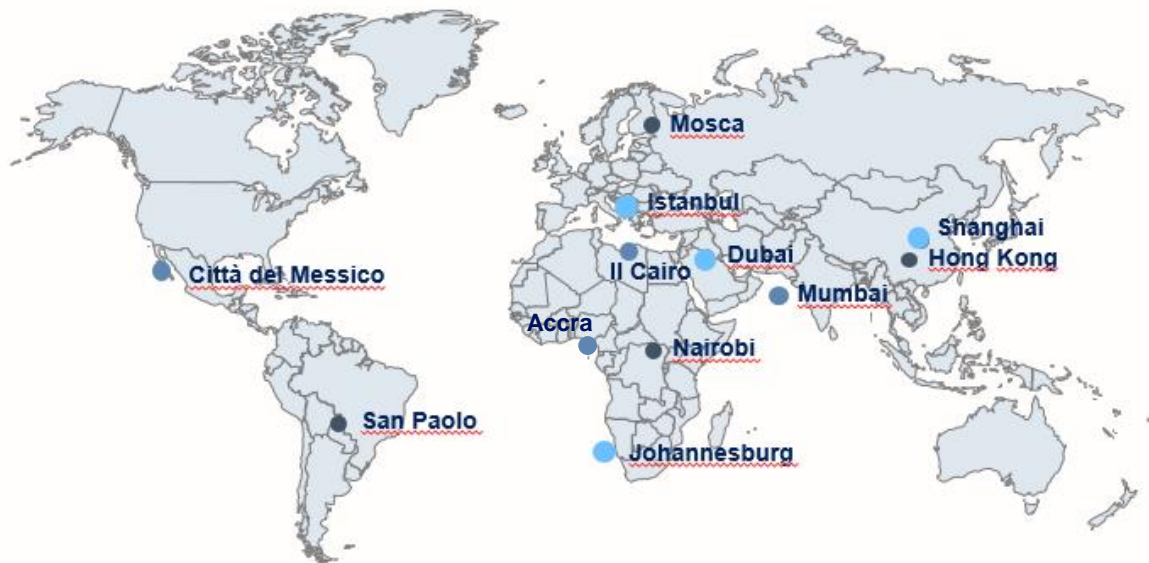 Mosca
Istanbul
Shanghai
Dubai
Hong Kong
Il Cairo
Città del Messico
Mumbai
Accra
Nairobi
San Paolo
Johannesburg